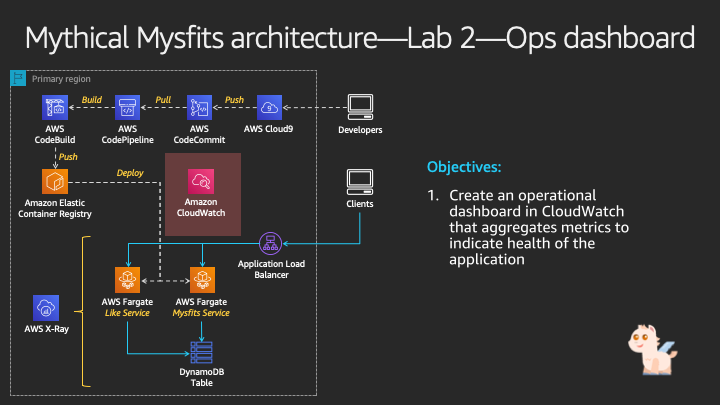 Mythical Mysfits architecture—Lab 2—Ops dashboard
Primary region
Build
Pull
Push
AWS
CodeBuild
AWS
CodePipeline
AWS
CodeCommit
AWS Cloud9
Developers
Push
Deploy
Amazon Elastic
Container Registry
Amazon
CloudWatch
Clients
Application Load
Balancer
AWS Fargate
Like Service
AWS Fargate
Mysfits Service
AWS X-Ray
DynamoDB
Table
Objectives:
1. Create an operational
dashboard in CloudWatch
that aggregates metrics to
indicate health of the
application